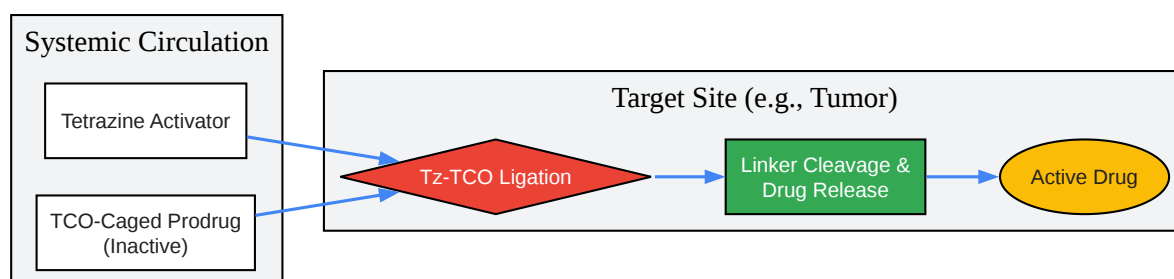 Systemic Circulation
Tetrazine Activator
TCO-Caged Prodrug
(Inactive)
Target Site (e.g., Tumor)
Tz-TCO Ligation
Linker Cleavage &
Drug Release
Active Drug